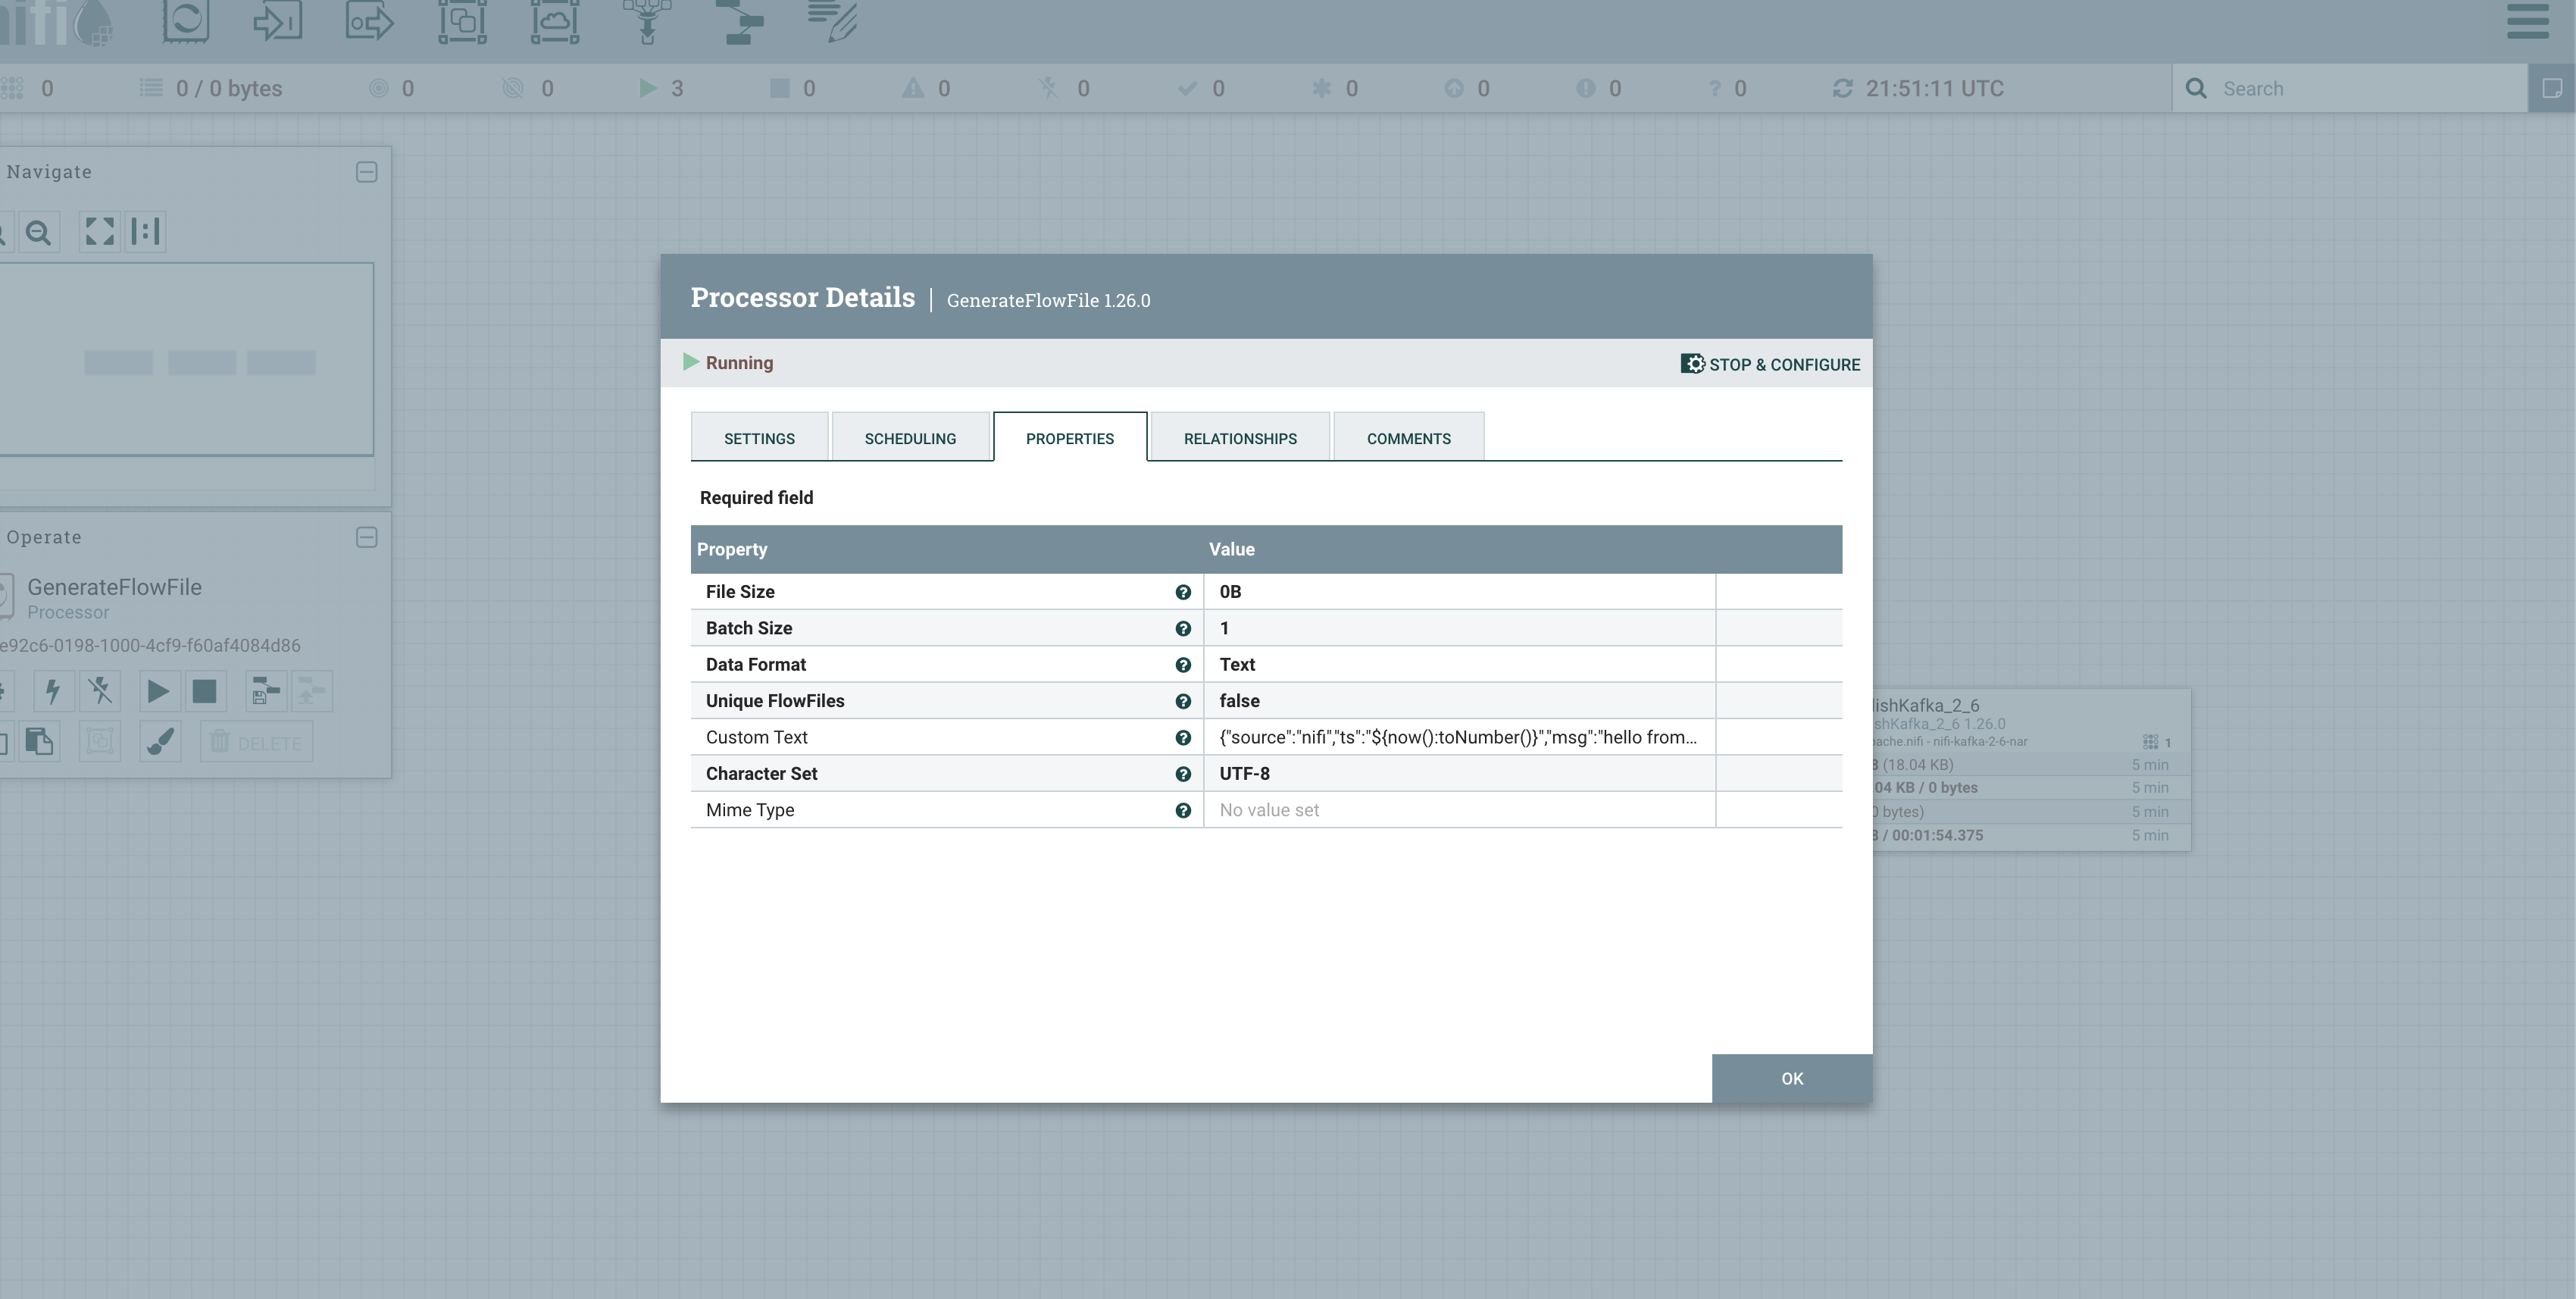 nifi
0 0 / 0 bytes 0 0 3 0 0 0 0 0 0 0 ? 0 21:51:11 UTC Search
Navigate
Operate
GenerateFlowFile
Processor
e92c6-0198-1000-4cf9-f60af4084d86
DELETE
Processor Details | GenerateFlowFile 1.26.0
Running STOP & CONFIGURE
SETTINGS SCHEDULING PROPERTIES RELATIONSHIPS COMMENTS
Required field
Property Value
File Size 0B
Batch Size 1
Data Format Text
Unique FlowFiles false
Custom Text {"source":"nifi","ts":"${now():toNumber()}","msg":"hello from...
Character Set UTF-8
Mime Type No value set
OK
lishKafka_2_6
shKafka_2_6 1.26.0
ache.nifi - nifi-kafka-2-6-nar 1
(18.04 KB) 5 min
04 KB / 0 bytes 5 min
0 bytes) 5 min
/ 00:01:54.375 5 min